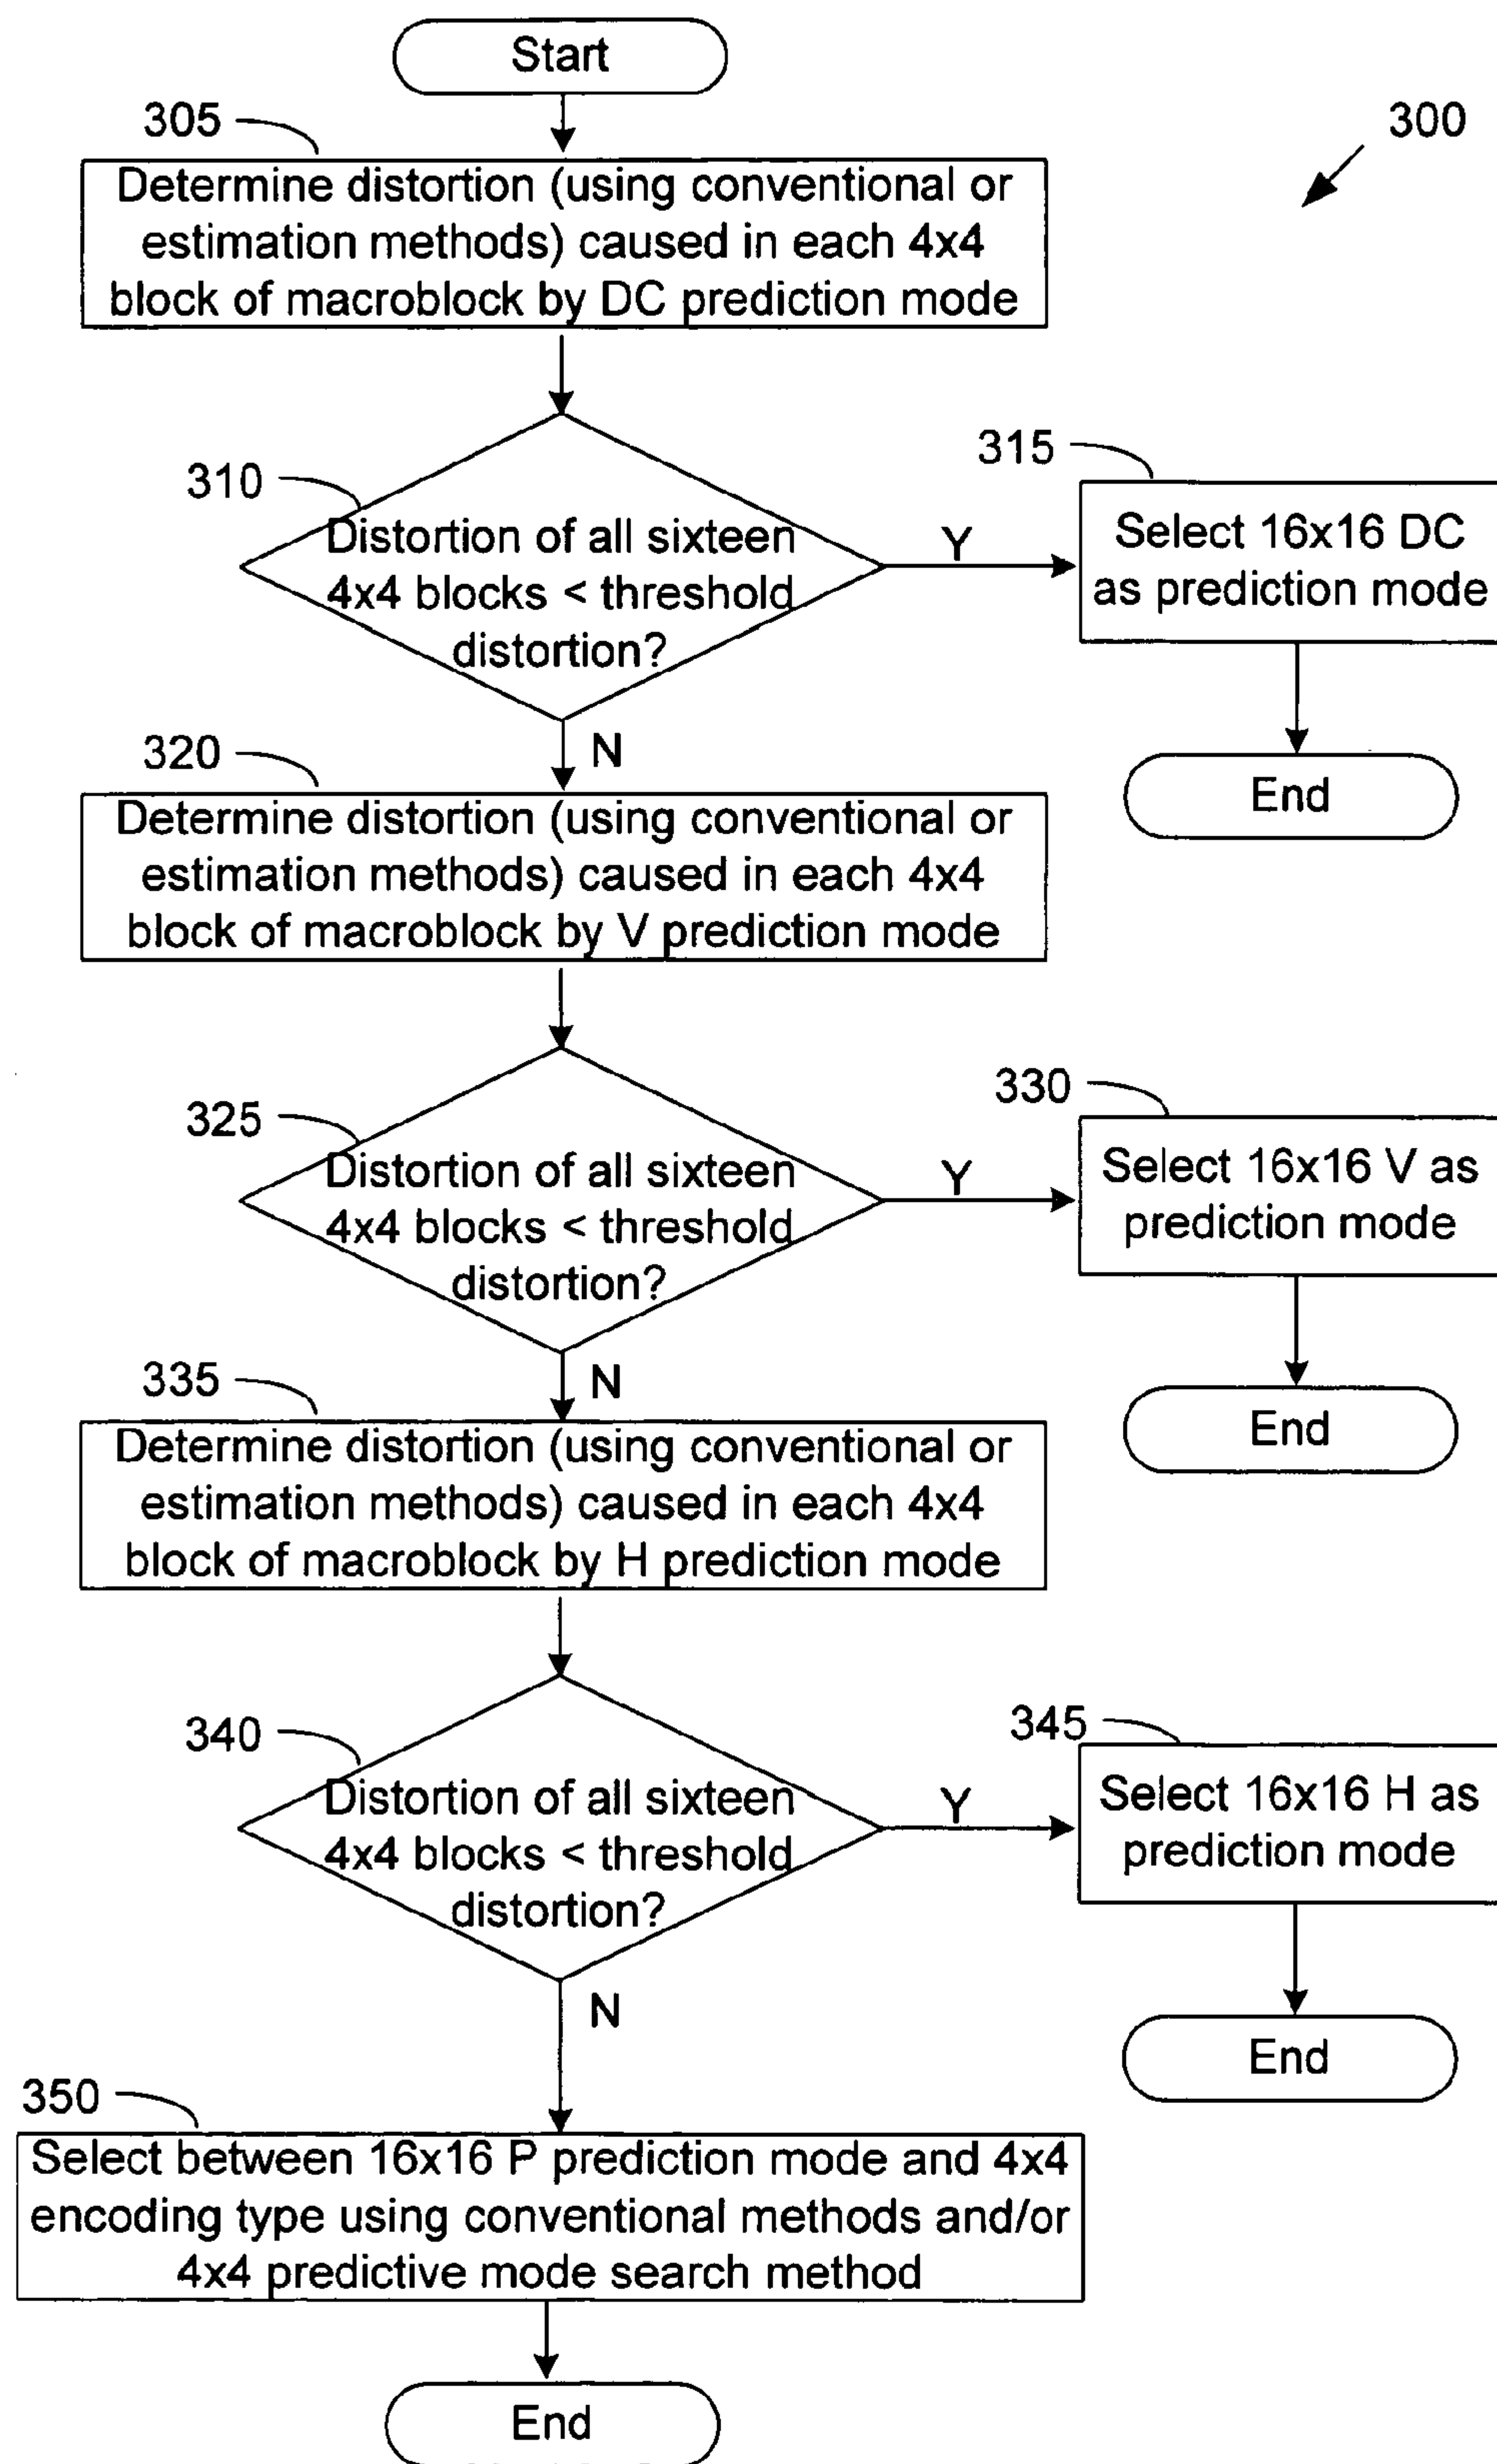 Start
305
300
Determine distortion (using conventional or
estimation methods) caused in each 4x4
block of macroblock by DC prediction mode
310
315
Distortion of all sixteen
4x4 blocks < threshold
distortion?
Y
Select 16x16 DC
as prediction mode
N
End
320
Determine distortion (using conventional or
estimation methods) caused in each 4x4
block of macroblock by V prediction mode
325
330
Distortion of all sixteen
4x4 blocks < threshold
distortion?
Y
Select 16x16 V as
prediction mode
N
End
335
Determine distortion (using conventional or
estimation methods) caused in each 4x4
block of macroblock by H prediction mode
340
345
Distortion of all sixteen
4x4 blocks < threshold
distortion?
Y
Select 16x16 H as
prediction mode
N
End
350
Select between 16x16 P prediction mode and 4x4
encoding type using conventional methods and/or
4x4 predictive mode search method
End